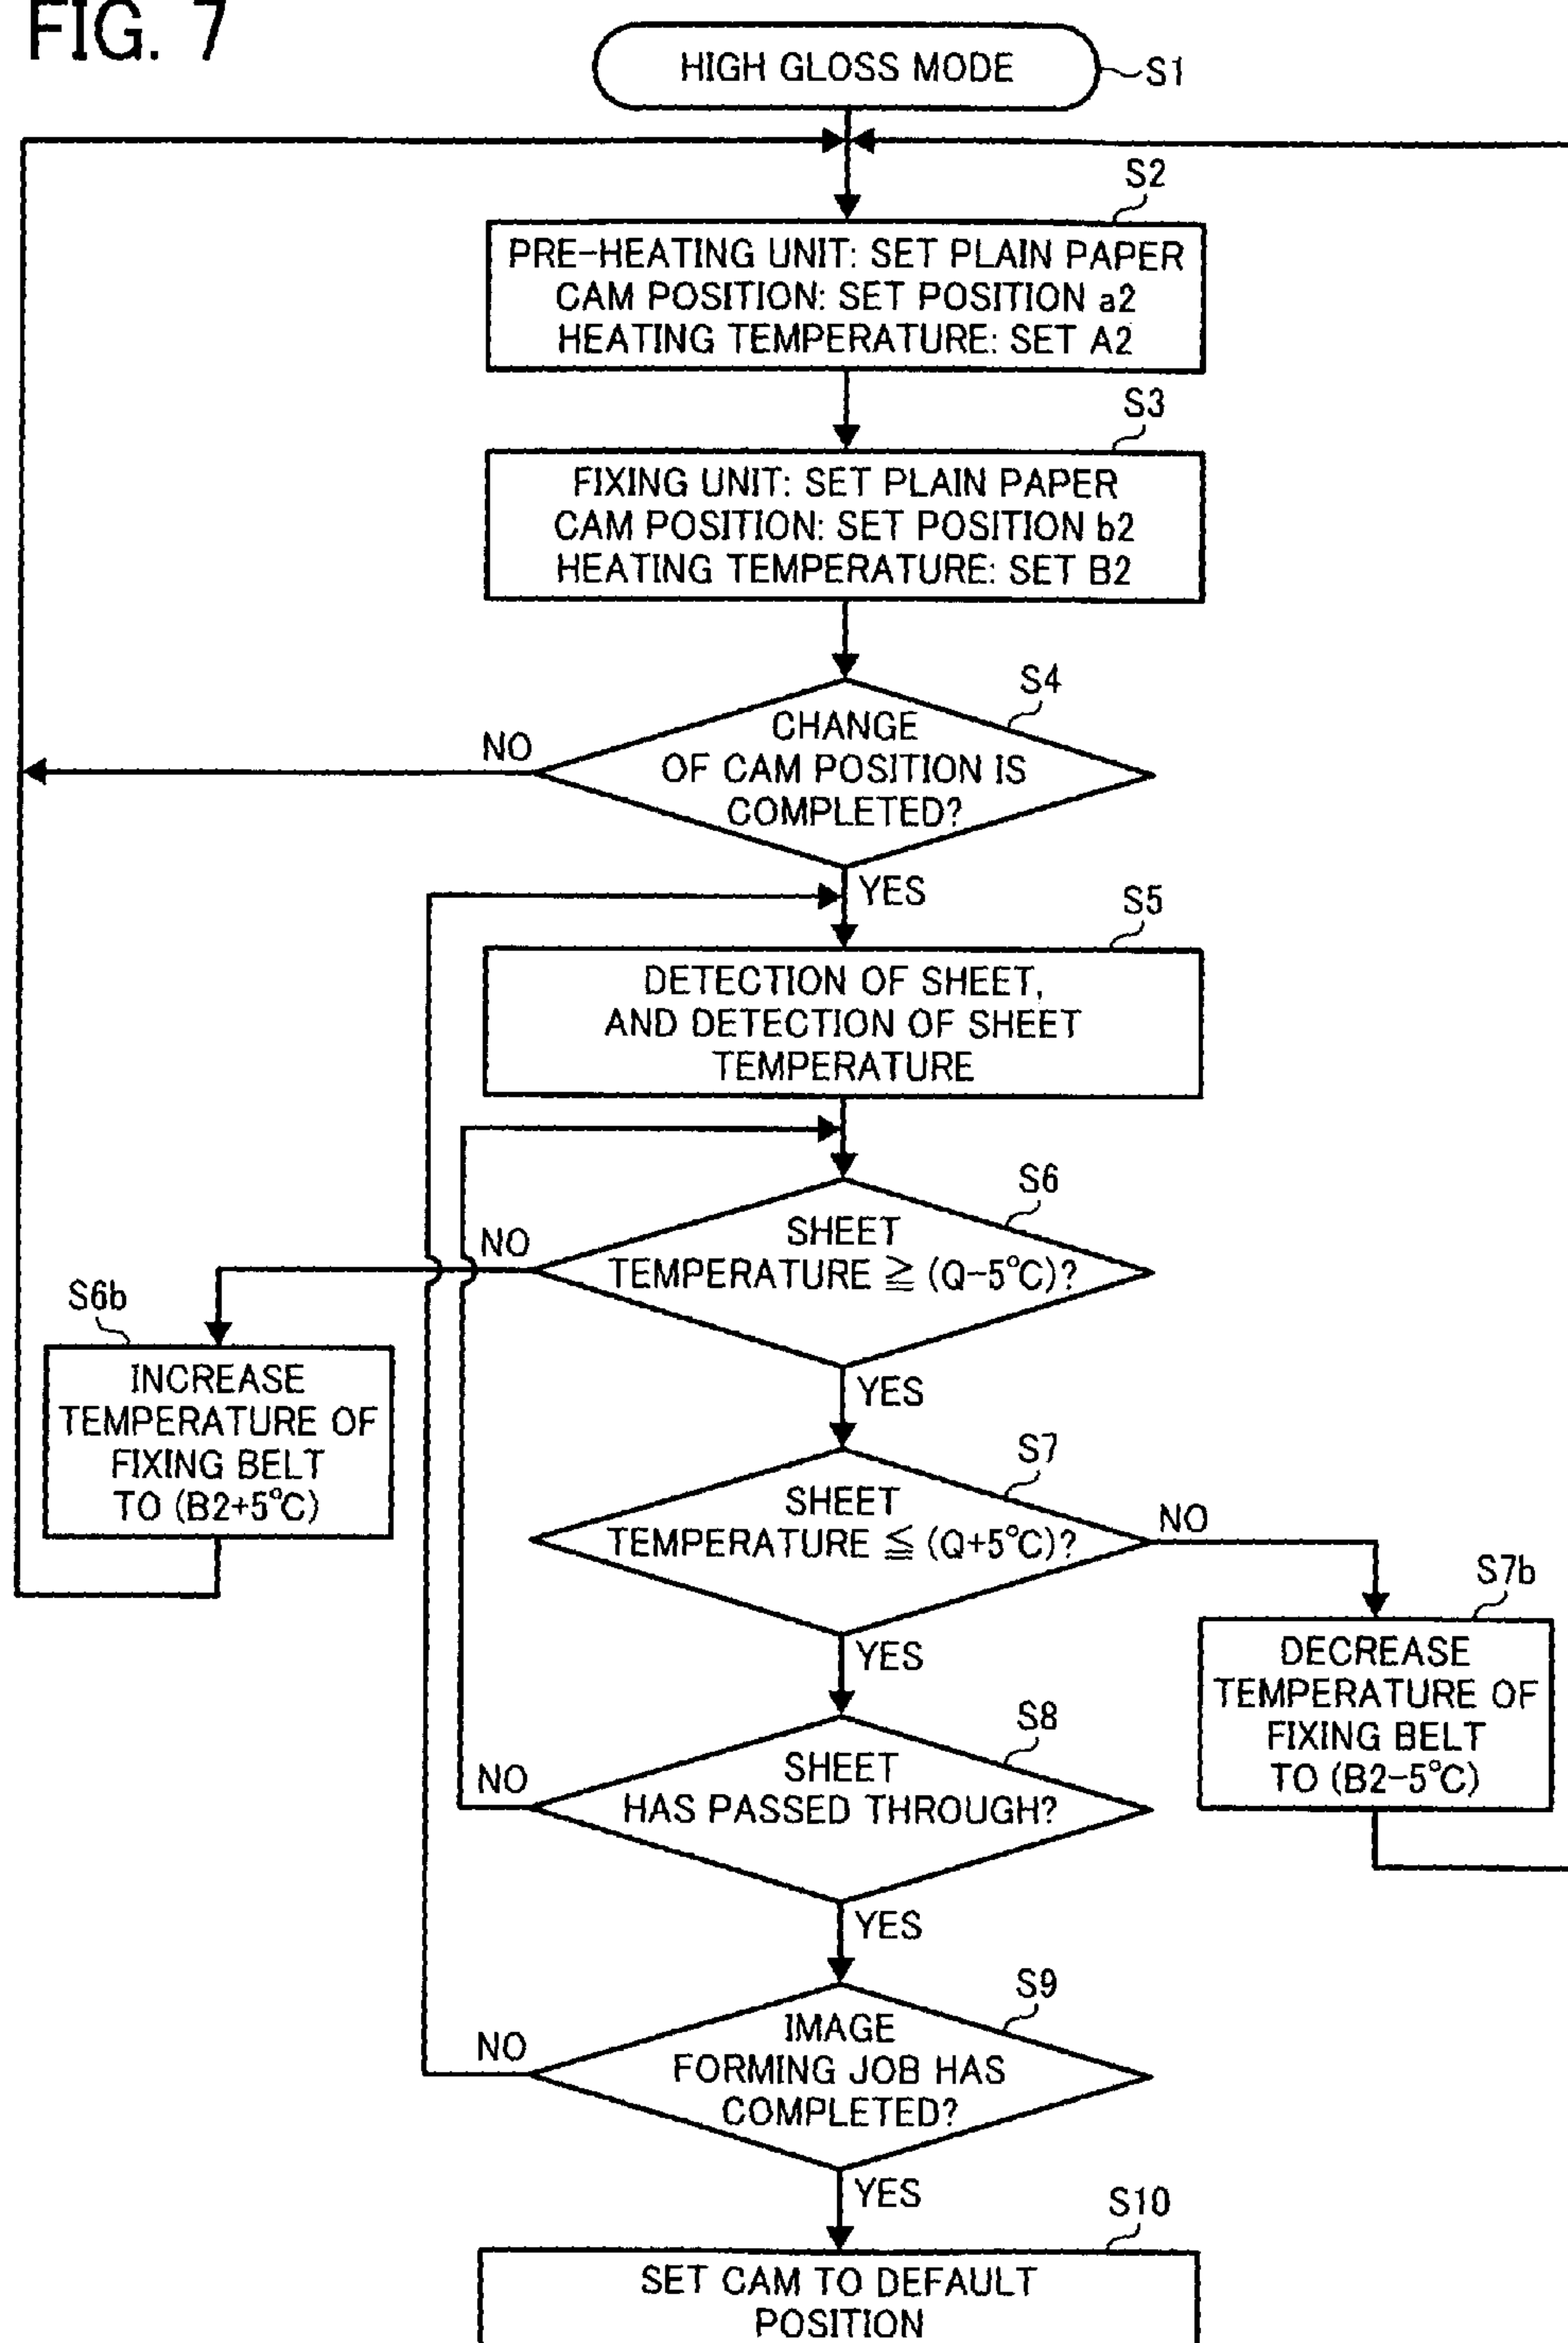 FIG. 7
HIGH GLOSS MODE
S1
S2
PRE-HEATING UNIT: SET PLAIN PAPER
CAM POSITION: SET POSITION a2
HEATING TEMPERATURE: SET A2
S3
FIXING UNIT: SET PLAIN PAPER
CAM POSITION: SET POSITION b2
HEATING TEMPERATURE: SET B2
S4
CHANGE
OF CAM POSITION IS
COMPLETED?
NO
YES
S5
DETECTION OF SHEET,
AND DETECTION OF SHEET
TEMPERATURE
S6
SHEET
TEMPERATURE ≧ (Q−5°C)?
NO
YES
S6b
INCREASE
TEMPERATURE OF
FIXING BELT
TO (B2+5°C)
S7
SHEET
TEMPERATURE ≦ (Q+5°C)?
NO
YES
S7b
DECREASE
TEMPERATURE OF
FIXING BELT
TO (B2−5°C)
S8
SHEET
HAS PASSED THROUGH?
NO
YES
S9
IMAGE
FORMING JOB HAS
COMPLETED?
NO
YES
S10
SET CAM TO DEFAULT
POSITION